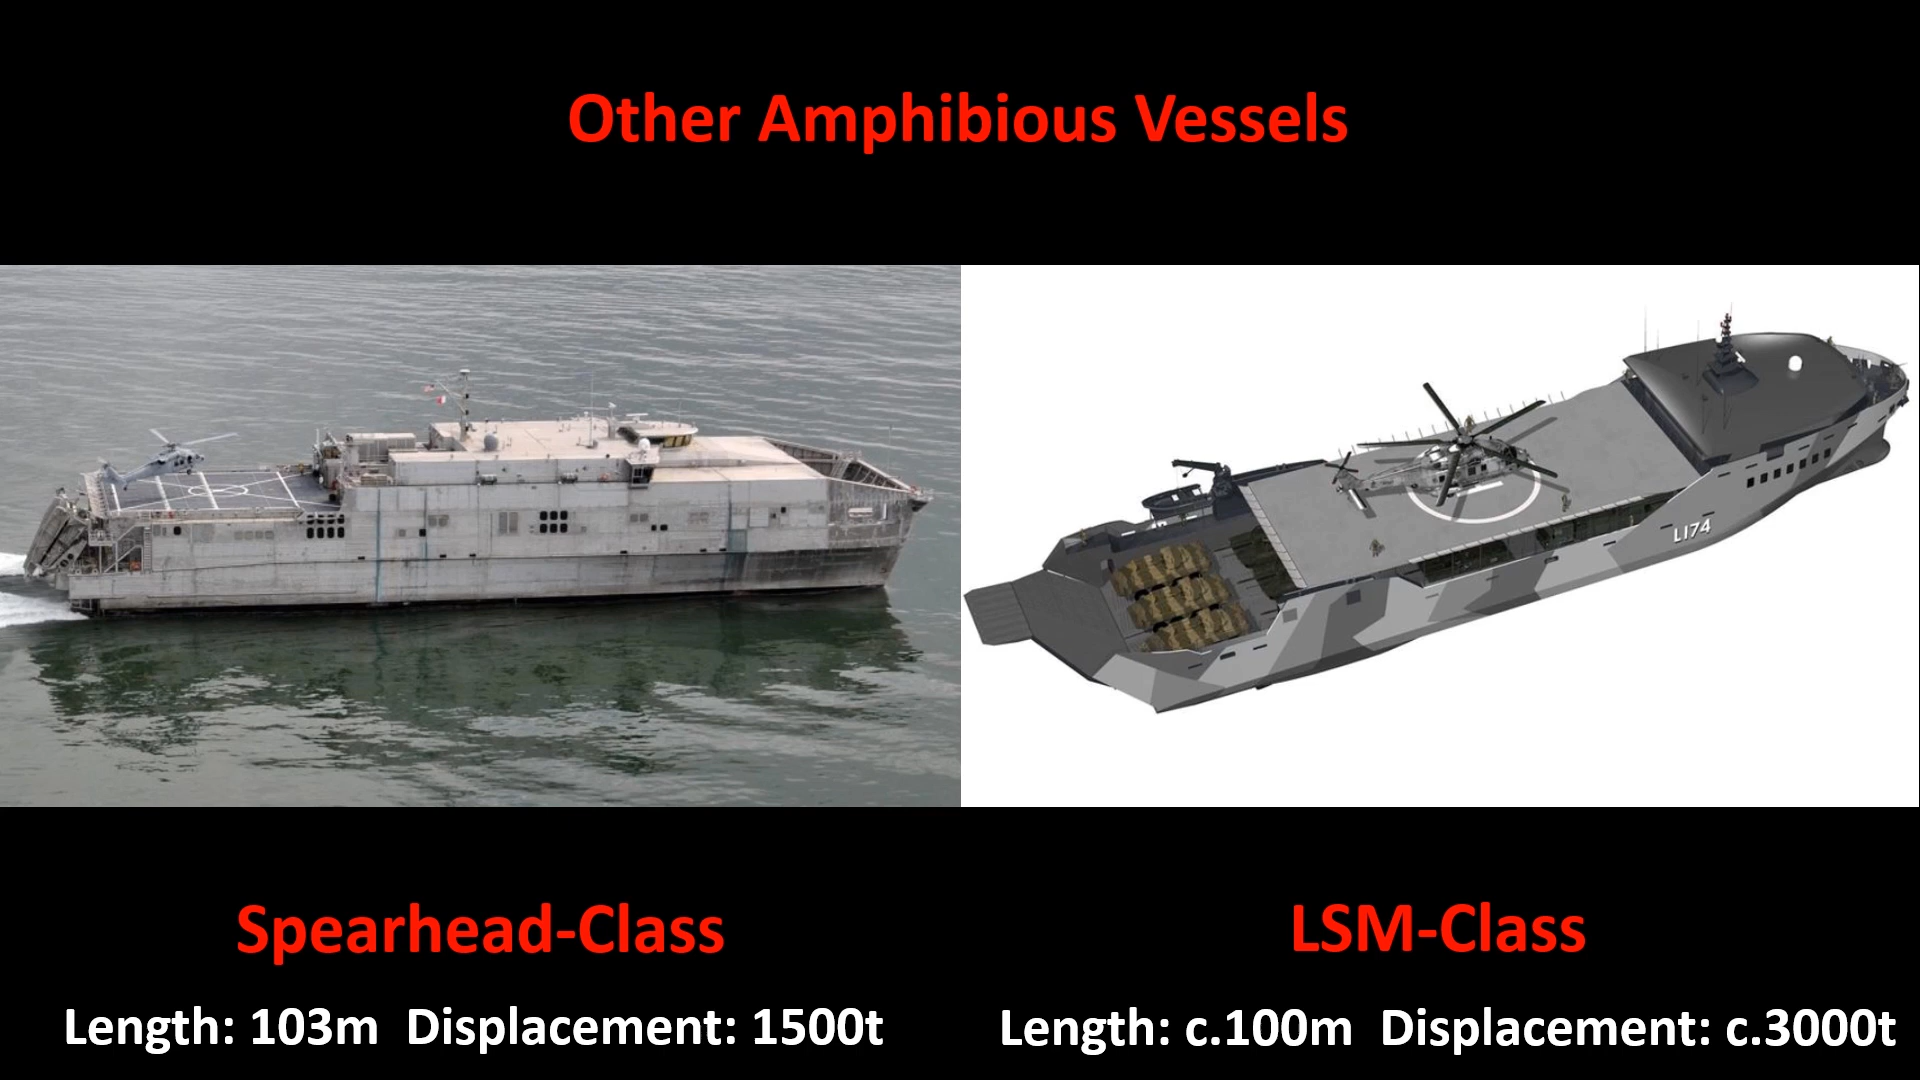 Other Amphibious Vessels
L174
Spearhead-Class
LSM-Class
Length: 103m Displacement: 1500t
Length: c.100m Displacement: c.3000t